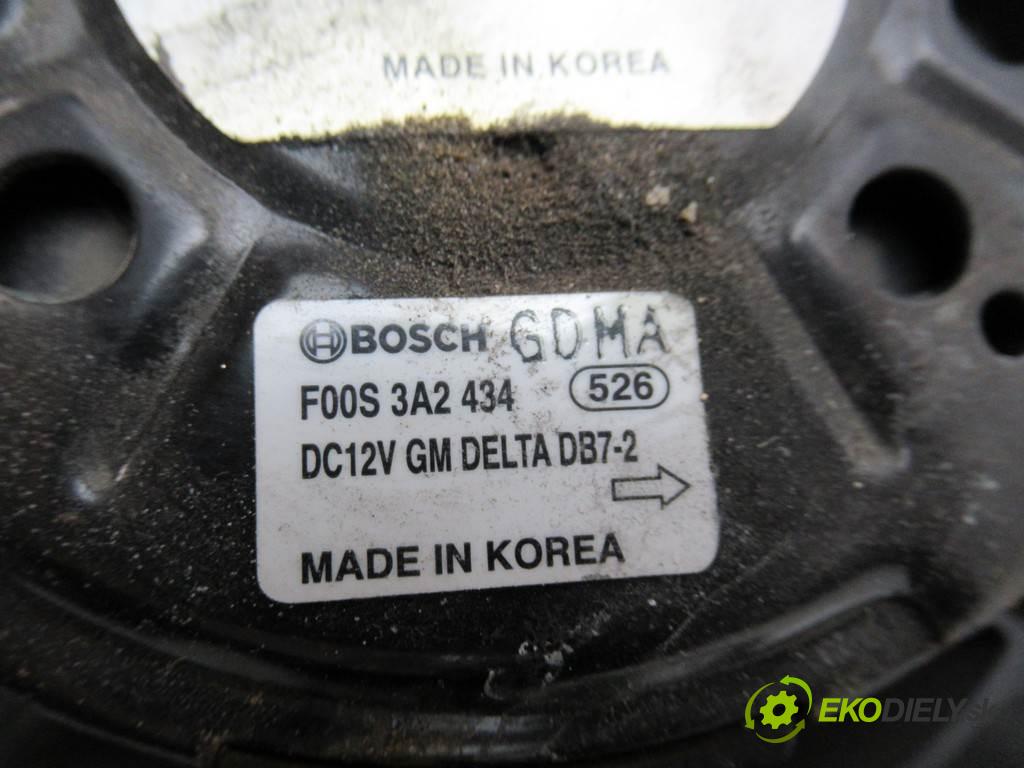 MADE IN KOREA
BOSCH GDMA
F00S 3A2 434 526
DC12V GM DELTA DB7-2
MADE IN KOREA
EKODIELY.SK